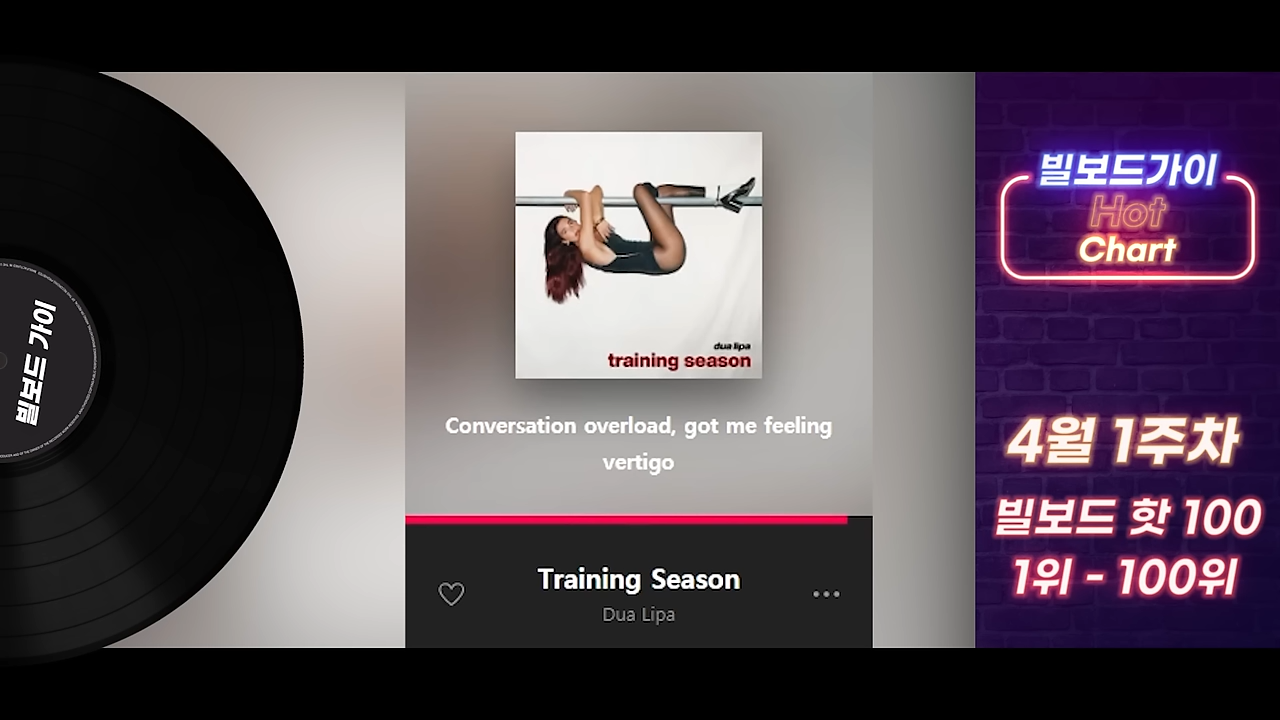 빌보드 가이
dua lipa
training season
Conversation overload, got me feeling
vertigo
Training Season
Dua Lipa
빌보드가이
Hot
Chart
4월 1주차
빌보드 핫 100
1위 - 100위